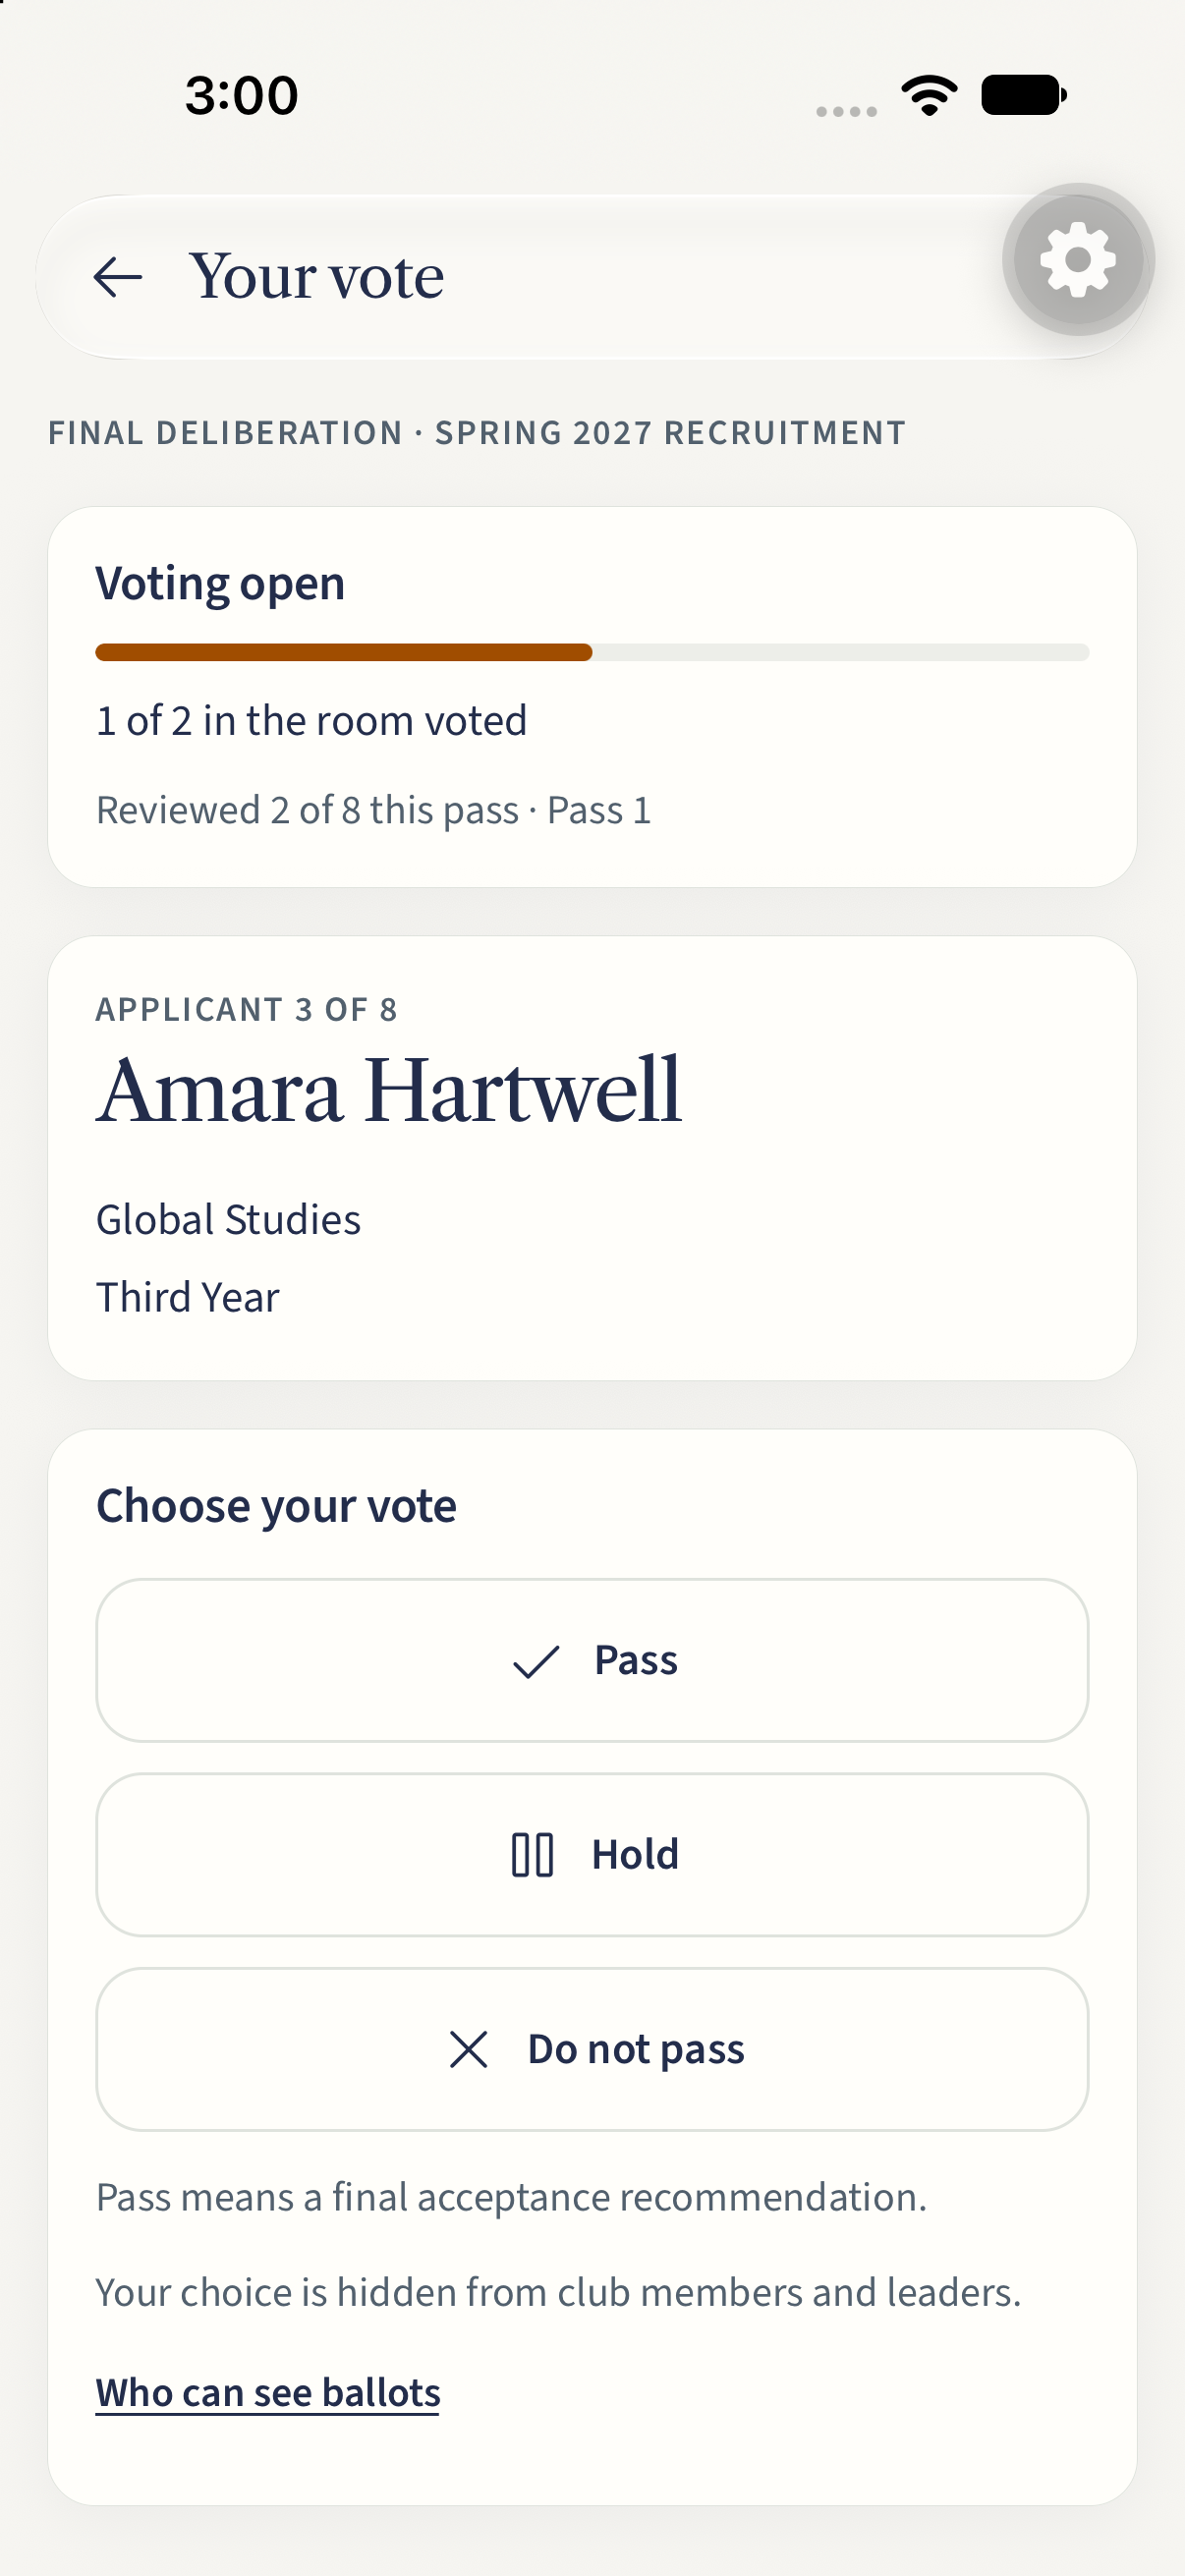 3:00
Your vote
FINAL DELIBERATION · SPRING 2027 RECRUITMENT
Voting open
1 of 2 in the room voted
Reviewed 2 of 8 this pass · Pass 1
APPLICANT 3 OF 8
Amara Hartwell
Global Studies
Third Year
Choose your vote
Pass
Hold
Do not pass
Pass means a final acceptance recommendation.
Your choice is hidden from club members and leaders.
Who can see ballots